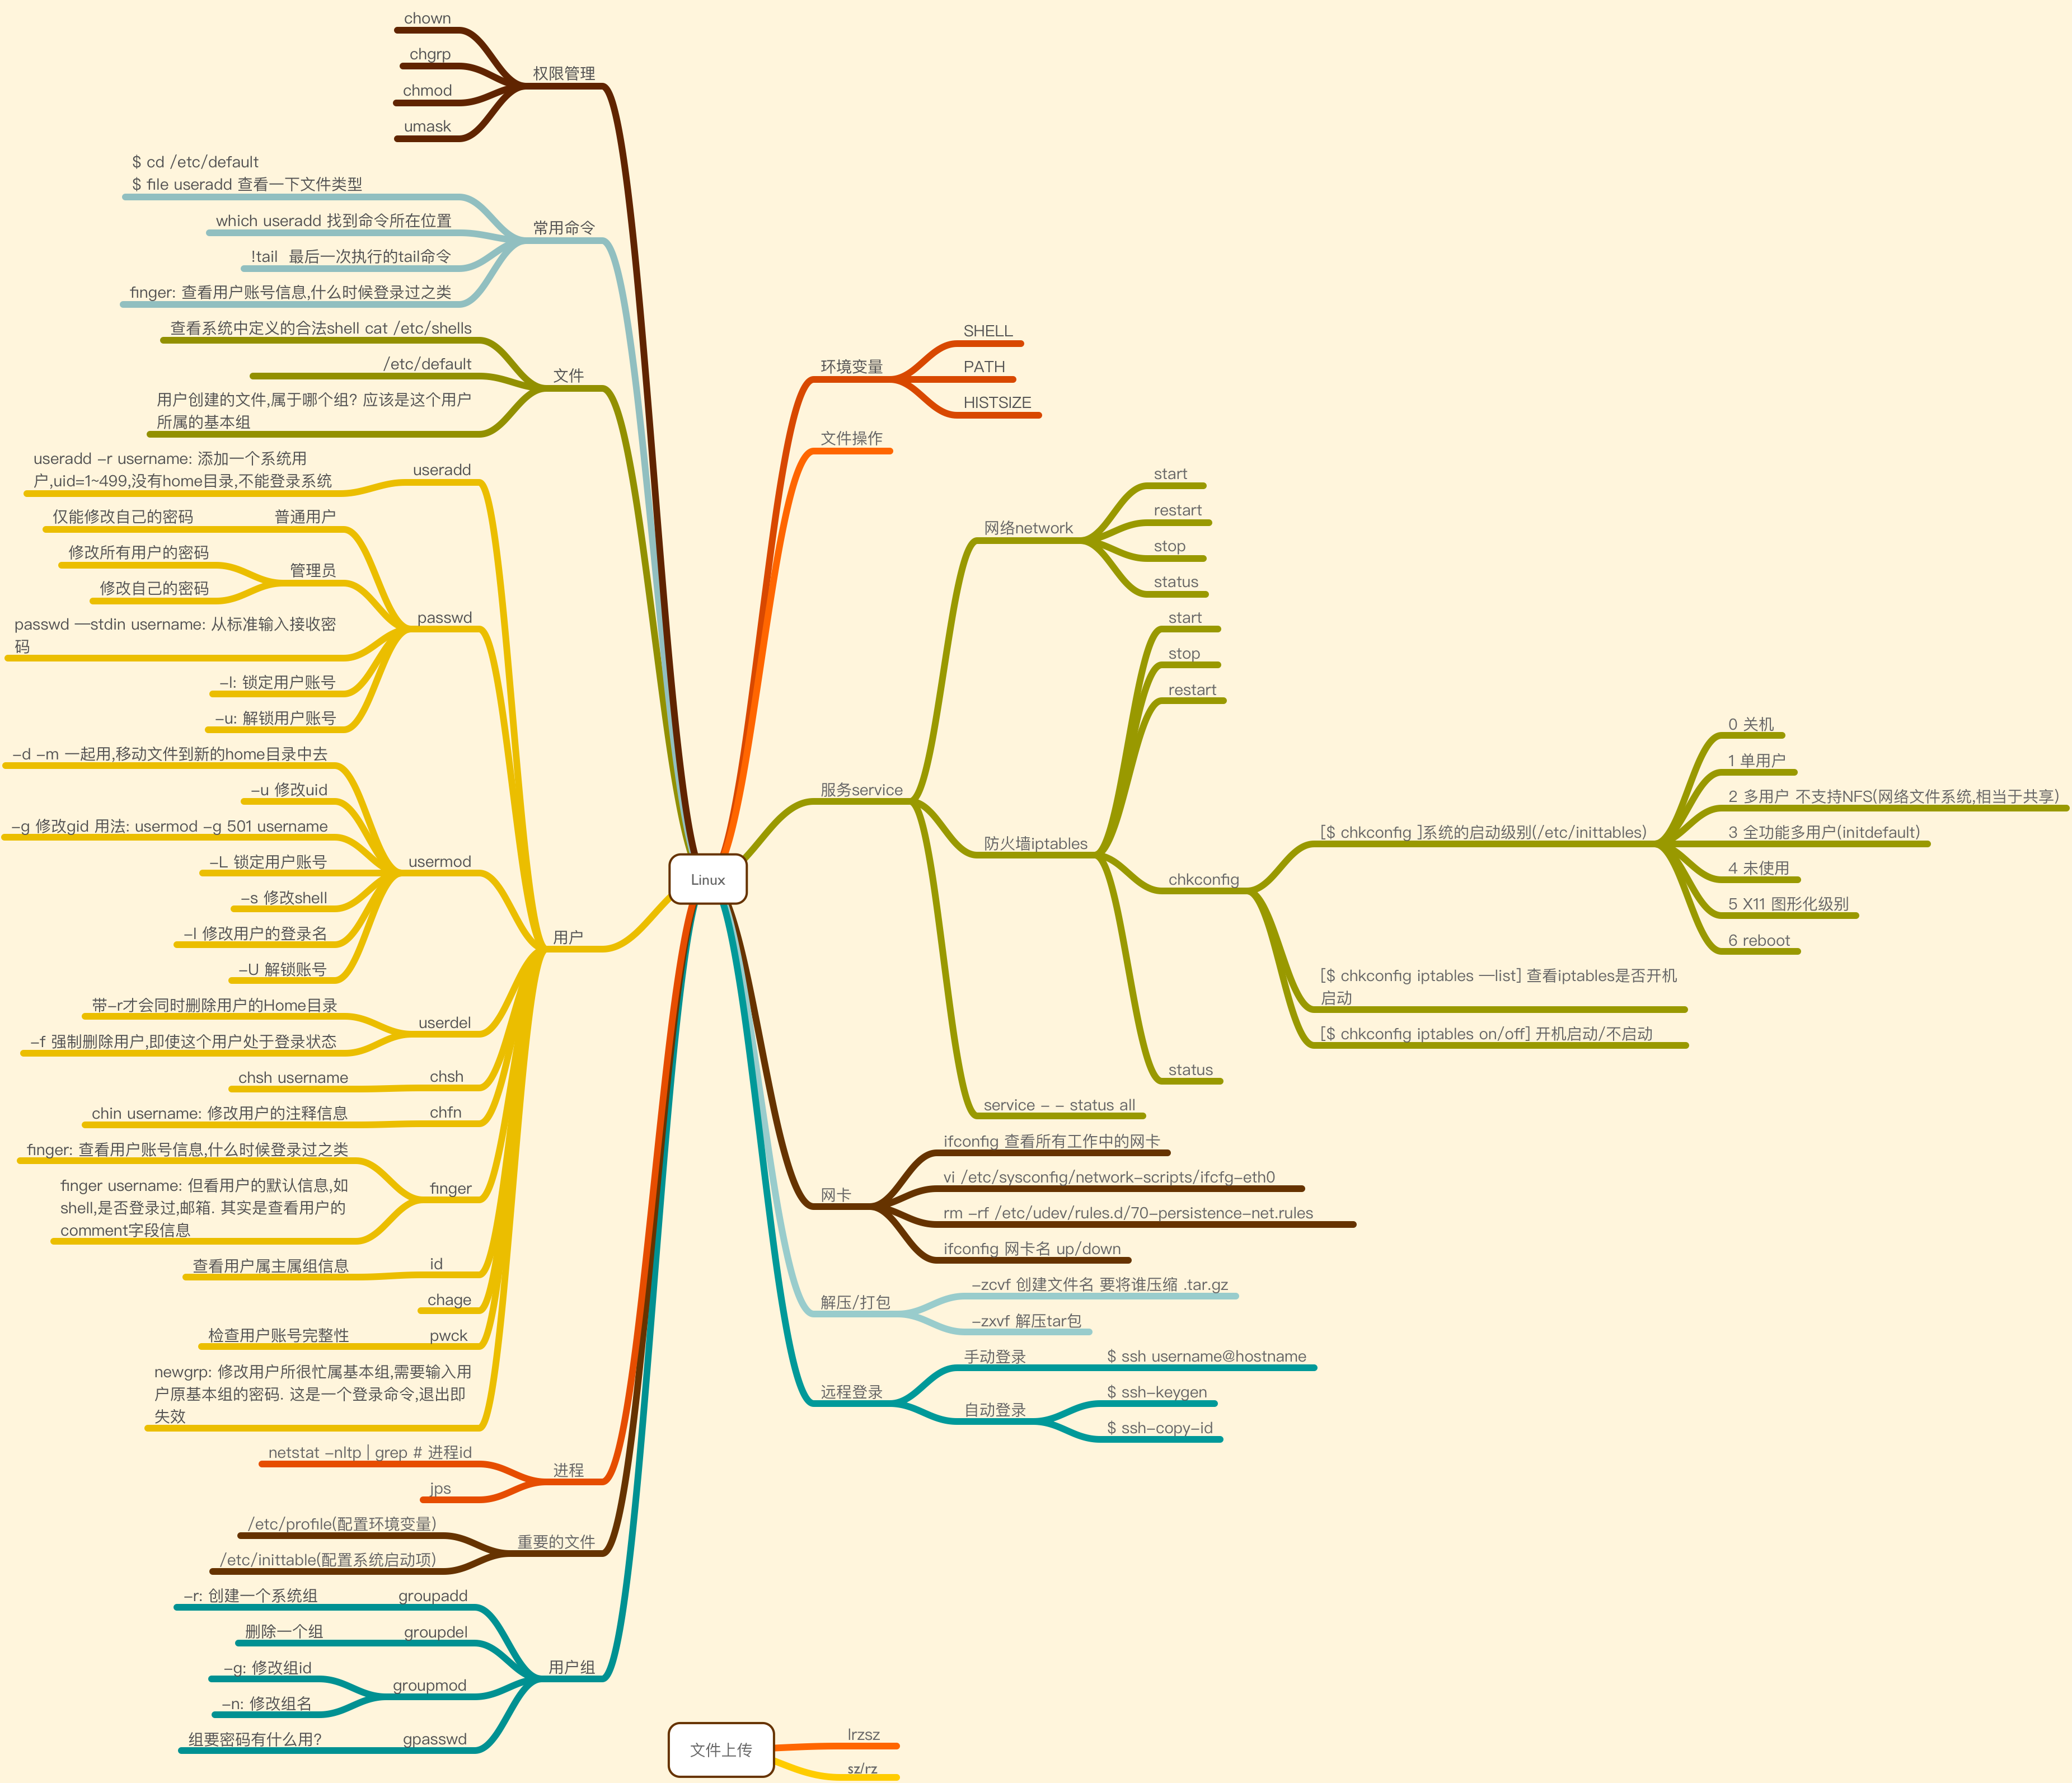 Linux
权限管理
chown
chgrp
chmod
umask
常用命令
$ cd /etc/default
$ file useradd 查看一下文件类型
which useradd 找到命令所在位置
!tail  最后一次执行的tail命令
finger: 查看用户账号信息,什么时候登录过之类
文件
查看系统中定义的合法shell cat /etc/shells
/etc/default
用户创建的文件,属于哪个组? 应该是这个用户
所属的基本组
用户
useradd
useradd –r username: 添加一个系统用
户,uid=1~499,没有home目录,不能登录系统
passwd
普通用户
仅能修改自己的密码
管理员
修改所有用户的密码
修改自己的密码
passwd —stdin username: 从标准输入接收密
码
–l: 锁定用户账号
–u: 解锁用户账号
usermod
–d –m 一起用,移动文件到新的home目录中去
–u 修改uid
–g 修改gid 用法: usermod –g 501 username
–L 锁定用户账号
–s 修改shell
–l 修改用户的登录名
–U 解锁账号
userdel
带–r才会同时删除用户的Home目录
–f 强制删除用户,即使这个用户处于登录状态
chsh
chsh username
chfn
chin username: 修改用户的注释信息
finger
finger: 查看用户账号信息,什么时候登录过之类
finger username: 但看用户的默认信息,如
shell,是否登录过,邮箱. 其实是查看用户的
comment字段信息
id
查看用户属主属组信息
chage
pwck
检查用户账号完整性
newgrp: 修改用户所很忙属基本组,需要输入用
户原基本组的密码. 这是一个登录命令,退出即
失效
进程
netstat –nltp | grep # 进程id
jps
重要的文件
/etc/profile(配置环境变量)
/etc/inittable(配置系统启动项)
用户组
groupadd
–r: 创建一个系统组
groupdel
删除一个组
groupmod
–g: 修改组id
–n: 修改组名
gpasswd
组要密码有什么用?
环境变量
SHELL
PATH
HISTSIZE
文件操作
服务service
网络network
start
restart
stop
status
防火墙iptables
start
stop
restart
chkconfig
[$ chkconfig ]系统的启动级别(/etc/inittables)
0 关机
1 单用户
2 多用户 不支持NFS(网络文件系统,相当于共享)
3 全功能多用户(initdefault)
4 未使用
5 X11 图形化级别
6 reboot
[$ chkconfig iptables —list] 查看iptables是否开机
启动
[$ chkconfig iptables on/off] 开机启动/不启动
status
service – – status all
网卡
ifconfig 查看所有工作中的网卡
vi /etc/sysconfig/network–scripts/ifcfg–eth0
rm –rf /etc/udev/rules.d/70–persistence–net.rules
ifconfig 网卡名 up/down
解压/打包
–zcvf 创建文件名 要将谁压缩 .tar.gz
–zxvf 解压tar包
远程登录
手动登录
$ ssh username@hostname
自动登录
$ ssh–keygen
$ ssh–copy–id
文件上传
lrzsz
sz/rz